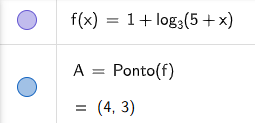 f(x) = 1 + log₃(5 + x)
A = Ponto(f)
= (4, 3)